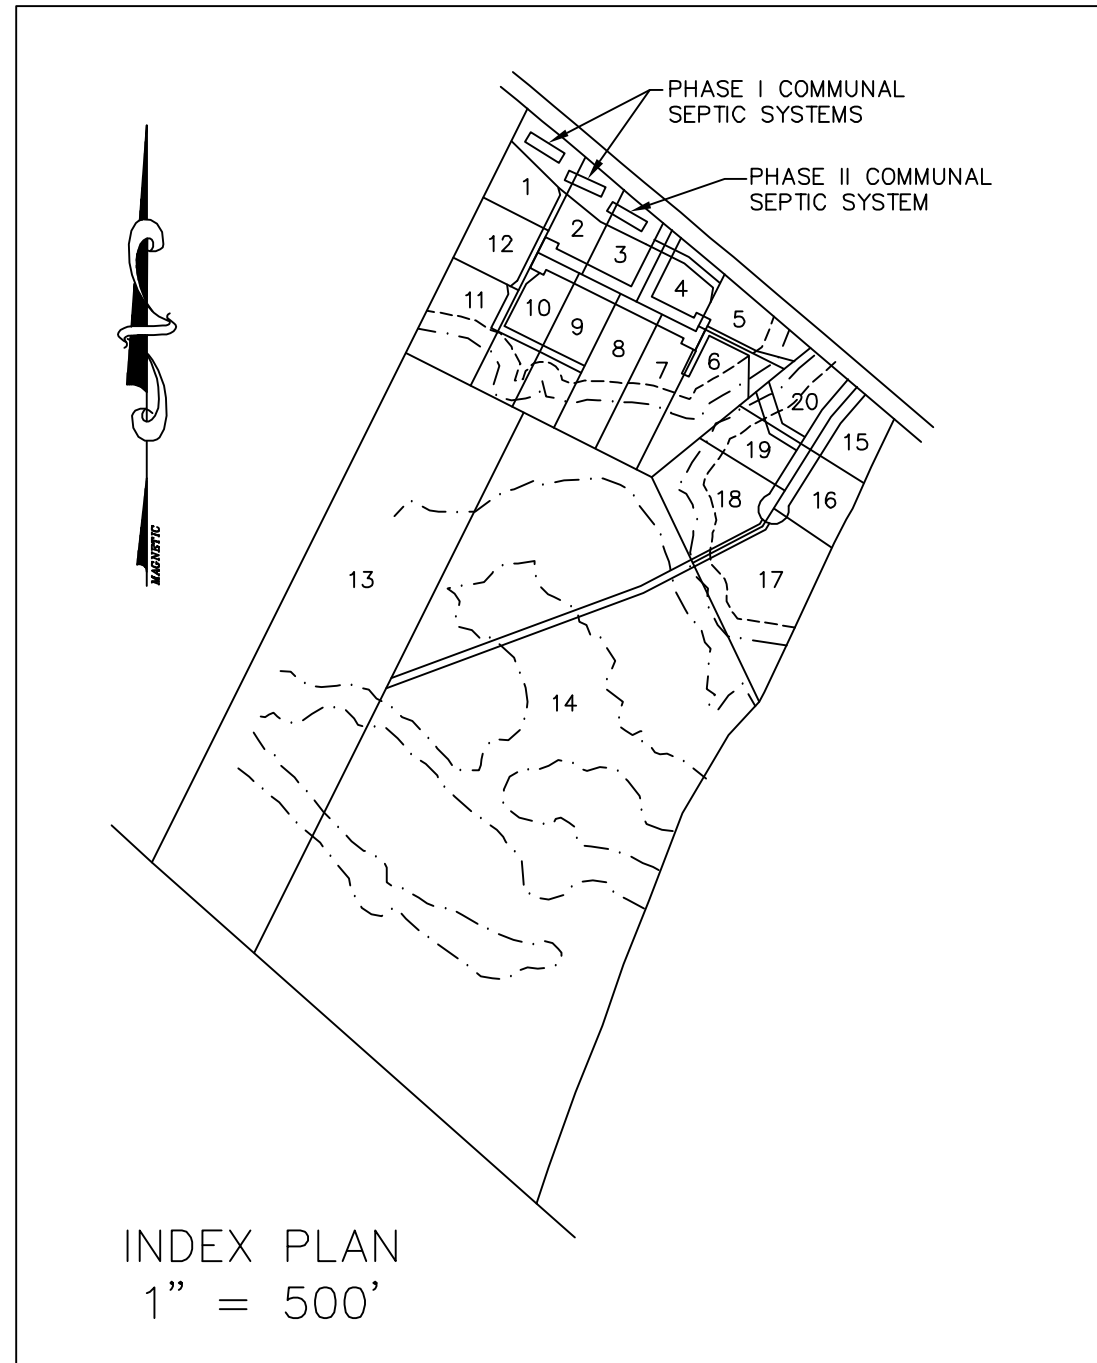 PHASE I COMMUNAL
SEPTIC SYSTEMS
PHASE II COMMUNAL
SEPTIC SYSTEM
1
2
12
3
4
11
10
9
5
8
7
6
20
15
19
18
16
13
17
14
MAGNETIC
INDEX PLAN
1" = 500'